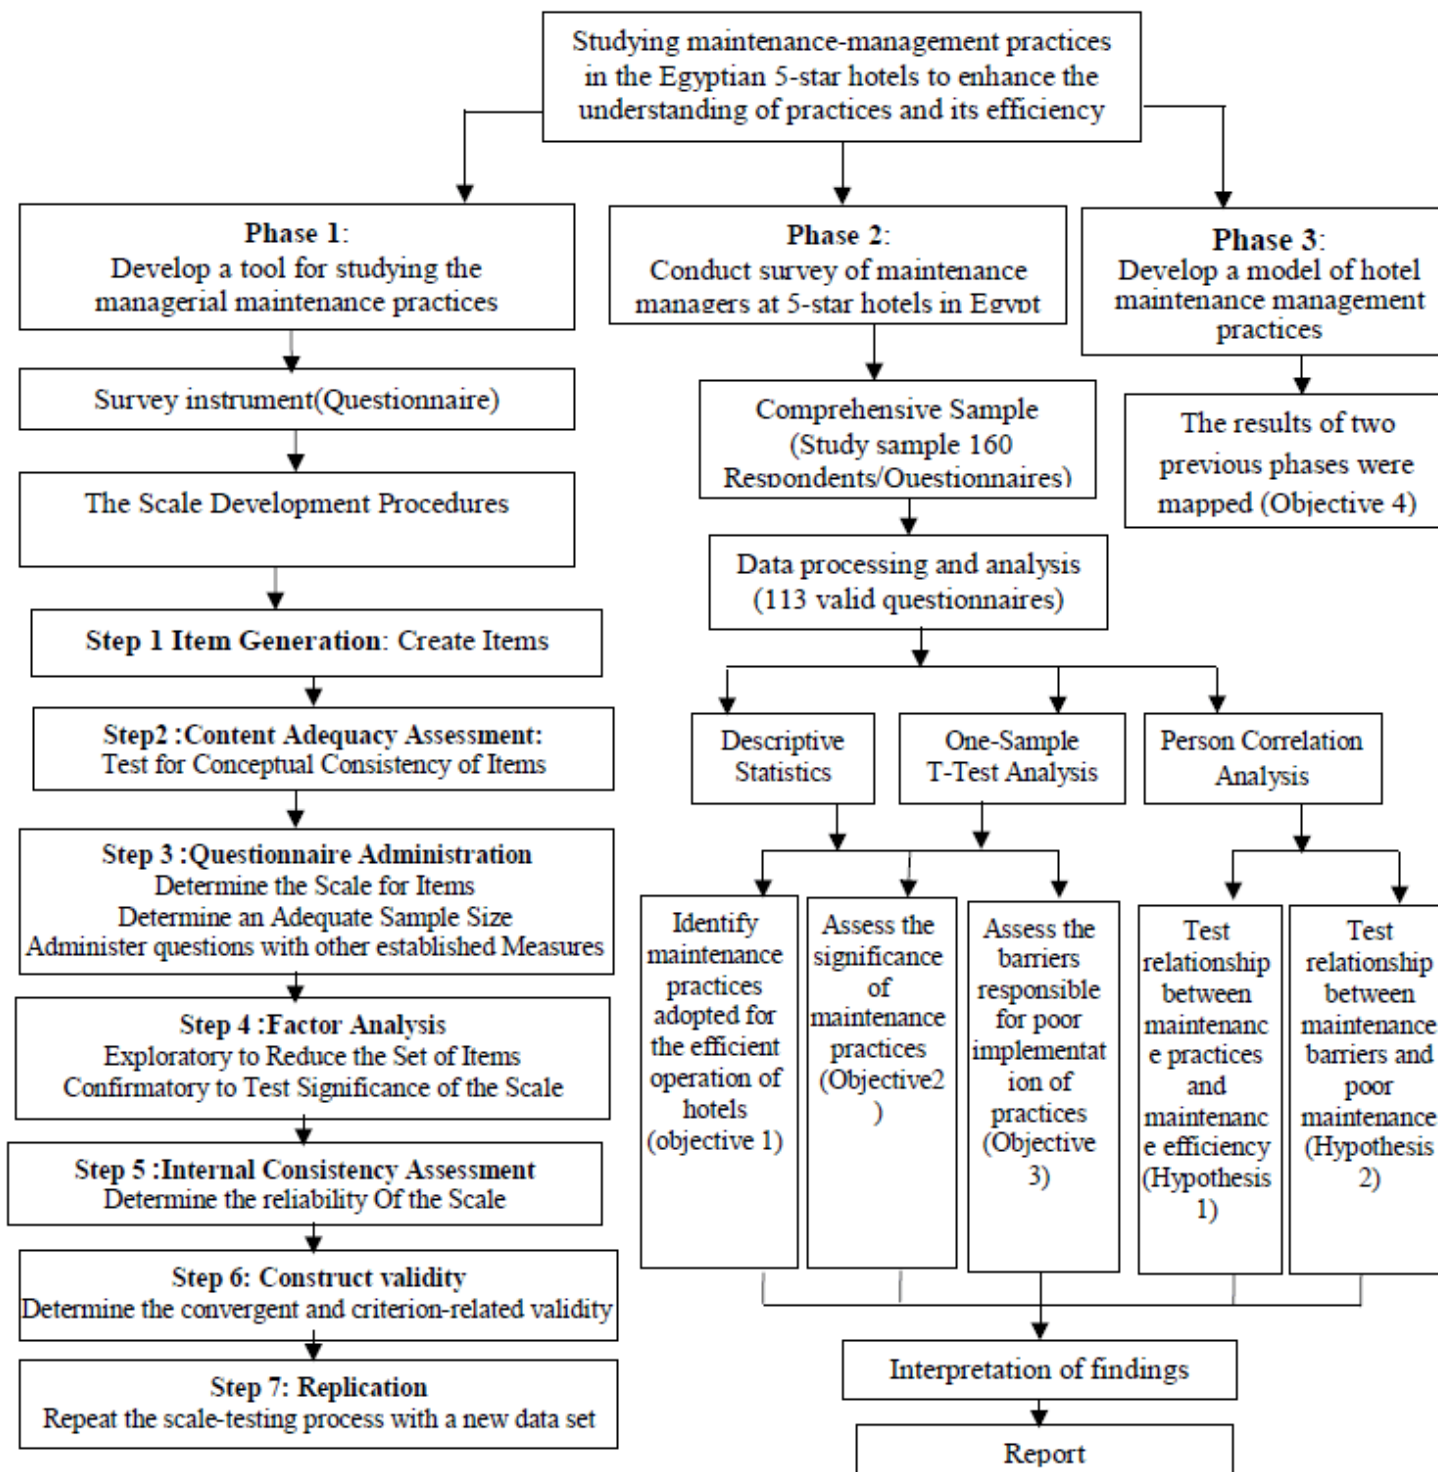 Studying maintenance-management practices
in the Egyptian 5-star hotels to enhance the
understanding of practices and its efficiency
Phase 1:
Develop a tool for studying the
managerial maintenance practices
Survey instrument(Questionnaire)
The Scale Development Procedures
Step 1 Item Generation: Create Items
Step2 :Content Adequacy Assessment:
Test for Conceptual Consistency of Items
Step 3 :Questionnaire Administration
Determine the Scale for Items
Determine an Adequate Sample Size
Administer questions with other established Measures
Step 4 :Factor Analysis
Exploratory to Reduce the Set of Items
Confirmatory to Test Significance of the Scale
Step 5 :Internal Consistency Assessment
Determine the reliability Of the Scale
Step 6: Construct validity
Determine the convergent and criterion-related validity
Step 7: Replication
Repeat the scale-testing process with a new data set
Phase 2:
Conduct survey of maintenance
managers at 5-star hotels in Egypt
Comprehensive Sample
(Study sample 160
Respondents/Questionnaires)
Data processing and analysis
(113 valid questionnaires)
Descriptive
Statistics
One-Sample
T-Test Analysis
Person Correlation
Analysis
Identify
maintenance
practices
adopted for
the efficient
operation of
hotels
(objective 1)
Assess the
significance
of
maintenance
practices
(Objective2
)
Assess the
barriers
responsible
for poor
implementat
ion of
practices
(Objective
3)
Test
relationship
between
maintenanc
e practices
and
maintenanc
e efficiency
(Hypothesis
1)
Test
relationship
between
maintenance
barriers and
poor
maintenance
(Hypothesis
2)
Interpretation of findings
Report
Phase 3:
Develop a model of hotel
maintenance management
practices
The results of two
previous phases were
mapped (Objective 4)